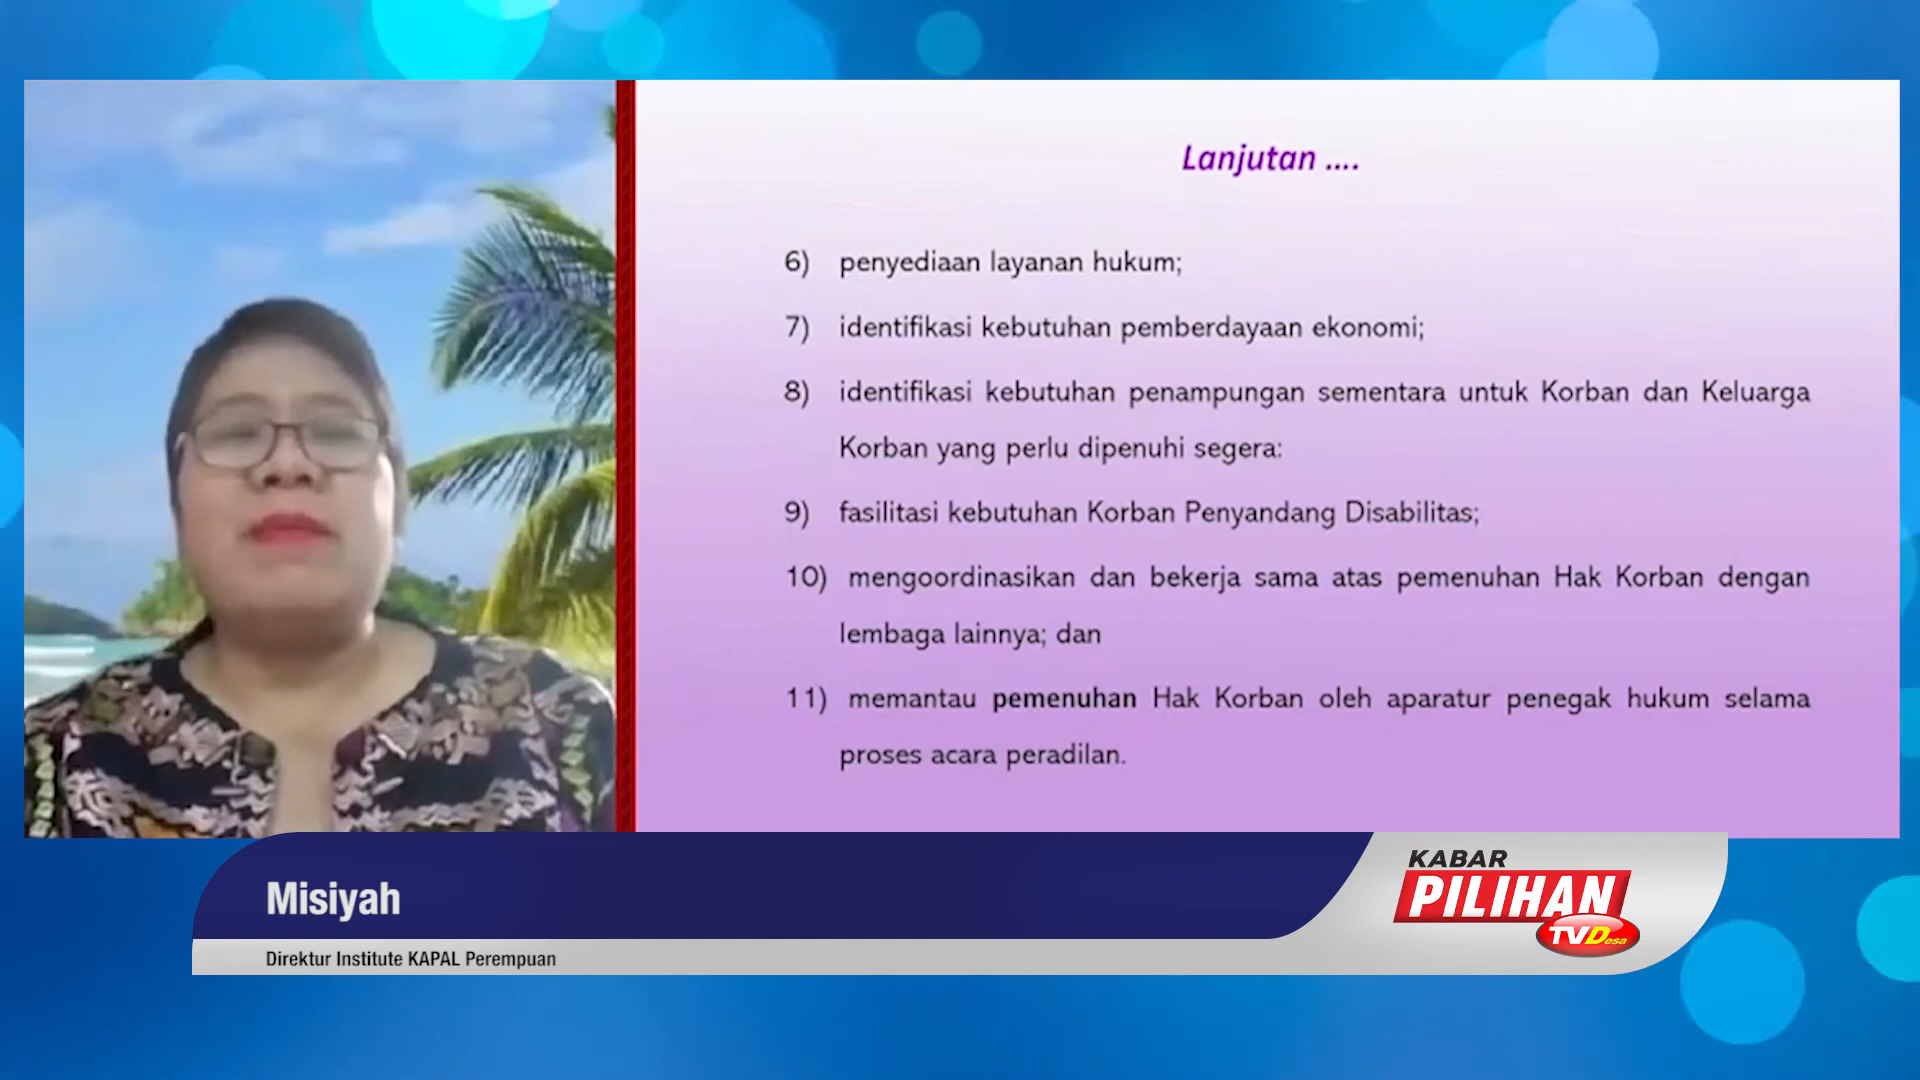 Lanjutan ....
6) penyediaan layanan hukum;
7) identifikasi kebutuhan pemberdayaan ekonomi;
8) identifikasi kebutuhan penampungan sementara untuk Korban dan Keluarga
Korban yang perlu dipenuhi segera:
9) fasilitasi kebutuhan Korban Penyandang Disabilitas;
10) mengoordinasikan dan bekerja sama atas pemenuhan Hak Korban dengan
lembaga lainnya; dan
11) memantau pemenuhan Hak Korban oleh aparatur penegak hukum selama
proses acara peradilan.
Misiyah
Direktur Institute KAPAL Perempuan
KABAR
PILIHAN
TVDesa